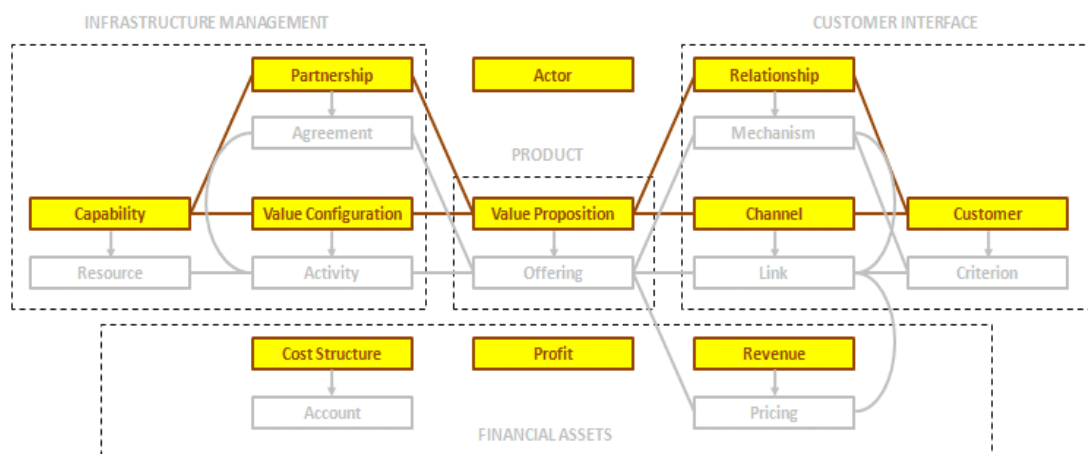 INFRASTRUCTURE MANAGEMENT
CUSTOMER INTERFACE
Partnership
Actor
Relationship
Agreement
Mechanism
PRODUCT
Capability
Value Configuration
Value Proposition
Channel
Customer
Resource
Activity
Offering
Link
Criterion
Cost Structure
Profit
Revenue
Account
Pricing
FINANCIAL ASSETS